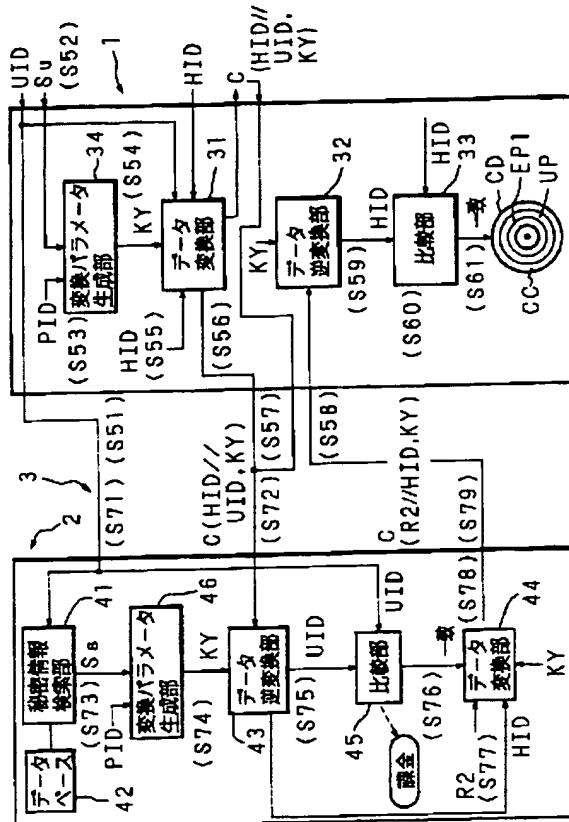 2
3
1
データ
ベース
42
秘密情報
検索部
41
(S73)
SB
PID
変換パラメータ
生成部
46
(S74)
KY
データ
逆変換部
43
(S75)
UID
比較部
45
課金
(S76)
一致
UID
R2
(S77)
データ
変換部
44
HID
KY
(S78)
(S79)
(S71)
(S51)
C(HID//
UID,KY)
(S72)
(S57)
C
(R2//HID,KY)
(S58)
UID
Su
(S52)
PID
(S53)
変換パラメータ
生成部
34
KY
(S54)
HID
(S55)
データ
変換部
31
(S56)
HID
C
(HID//
UID,
KY)
KY
データ
逆変換部
32
(S59)
HID
(S60)
比較部
33
HID
(S61)
一致
CD
EP1
UP
CC